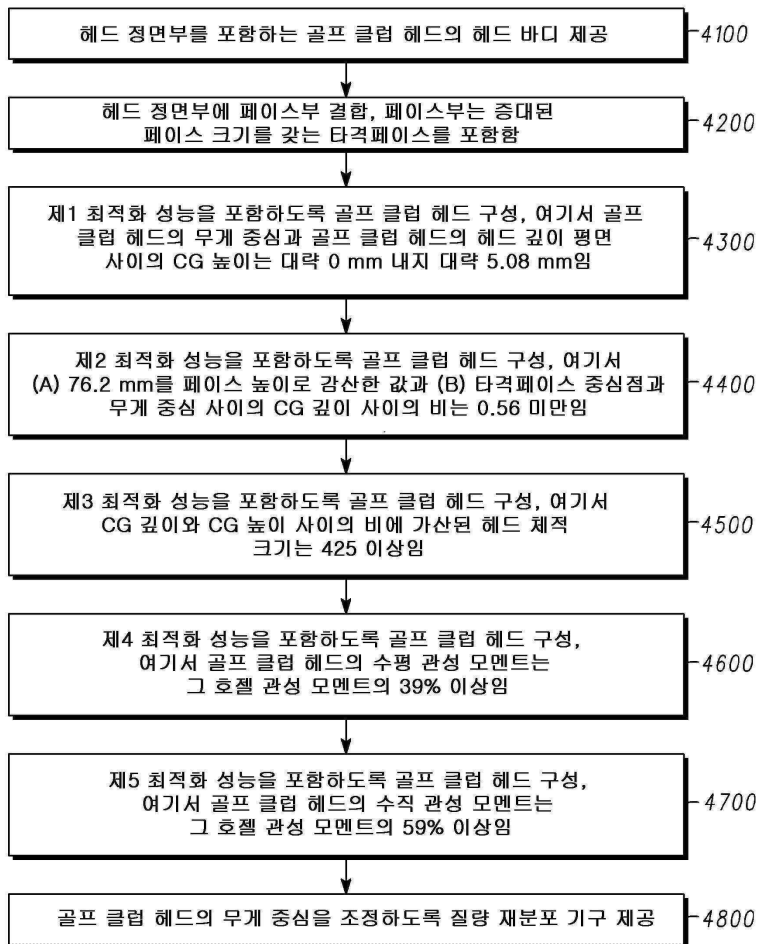 헤드 정면부를 포함하는 골프 클럽 헤드의 헤드 바디 제공
4100
헤드 정면부에 페이스부 결합, 페이스부는 증대된
페이스 크기를 갖는 타격페이스를 포함함
4200
제1 최적화 성능을 포함하도록 골프 클럽 헤드 구성, 여기서 골프
클럽 헤드의 무게 중심과 골프 클럽 헤드의 헤드 깊이 평면
사이의 CG 높이는 대략 0 mm 내지 대략 5.08 mm임
4300
제2 최적화 성능을 포함하도록 골프 클럽 헤드 구성, 여기서
(A) 76.2 mm를 페이스 높이로 감산한 값과 (B) 타격페이스 중심점과
무게 중심 사이의 CG 깊이 사이의 비는 0.56 미만임
4400
제3 최적화 성능을 포함하도록 골프 클럽 헤드 구성, 여기서
CG 깊이와 CG 높이 사이의 비에 가산된 헤드 체적
크기는 425 이상임
4500
제4 최적화 성능을 포함하도록 골프 클럽 헤드 구성,
여기서 골프 클럽 헤드의 수평 관성 모멘트는
그 호젤 관성 모멘트의 39% 이상임
4600
제5 최적화 성능을 포함하도록 골프 클럽 헤드 구성,
여기서 골프 클럽 헤드의 수직 관성 모멘트는
그 호젤 관성 모멘트의 59% 이상임
4700
골프 클럽 헤드의 무게 중심을 조정하도록 질량 재분포 기구 제공
4800